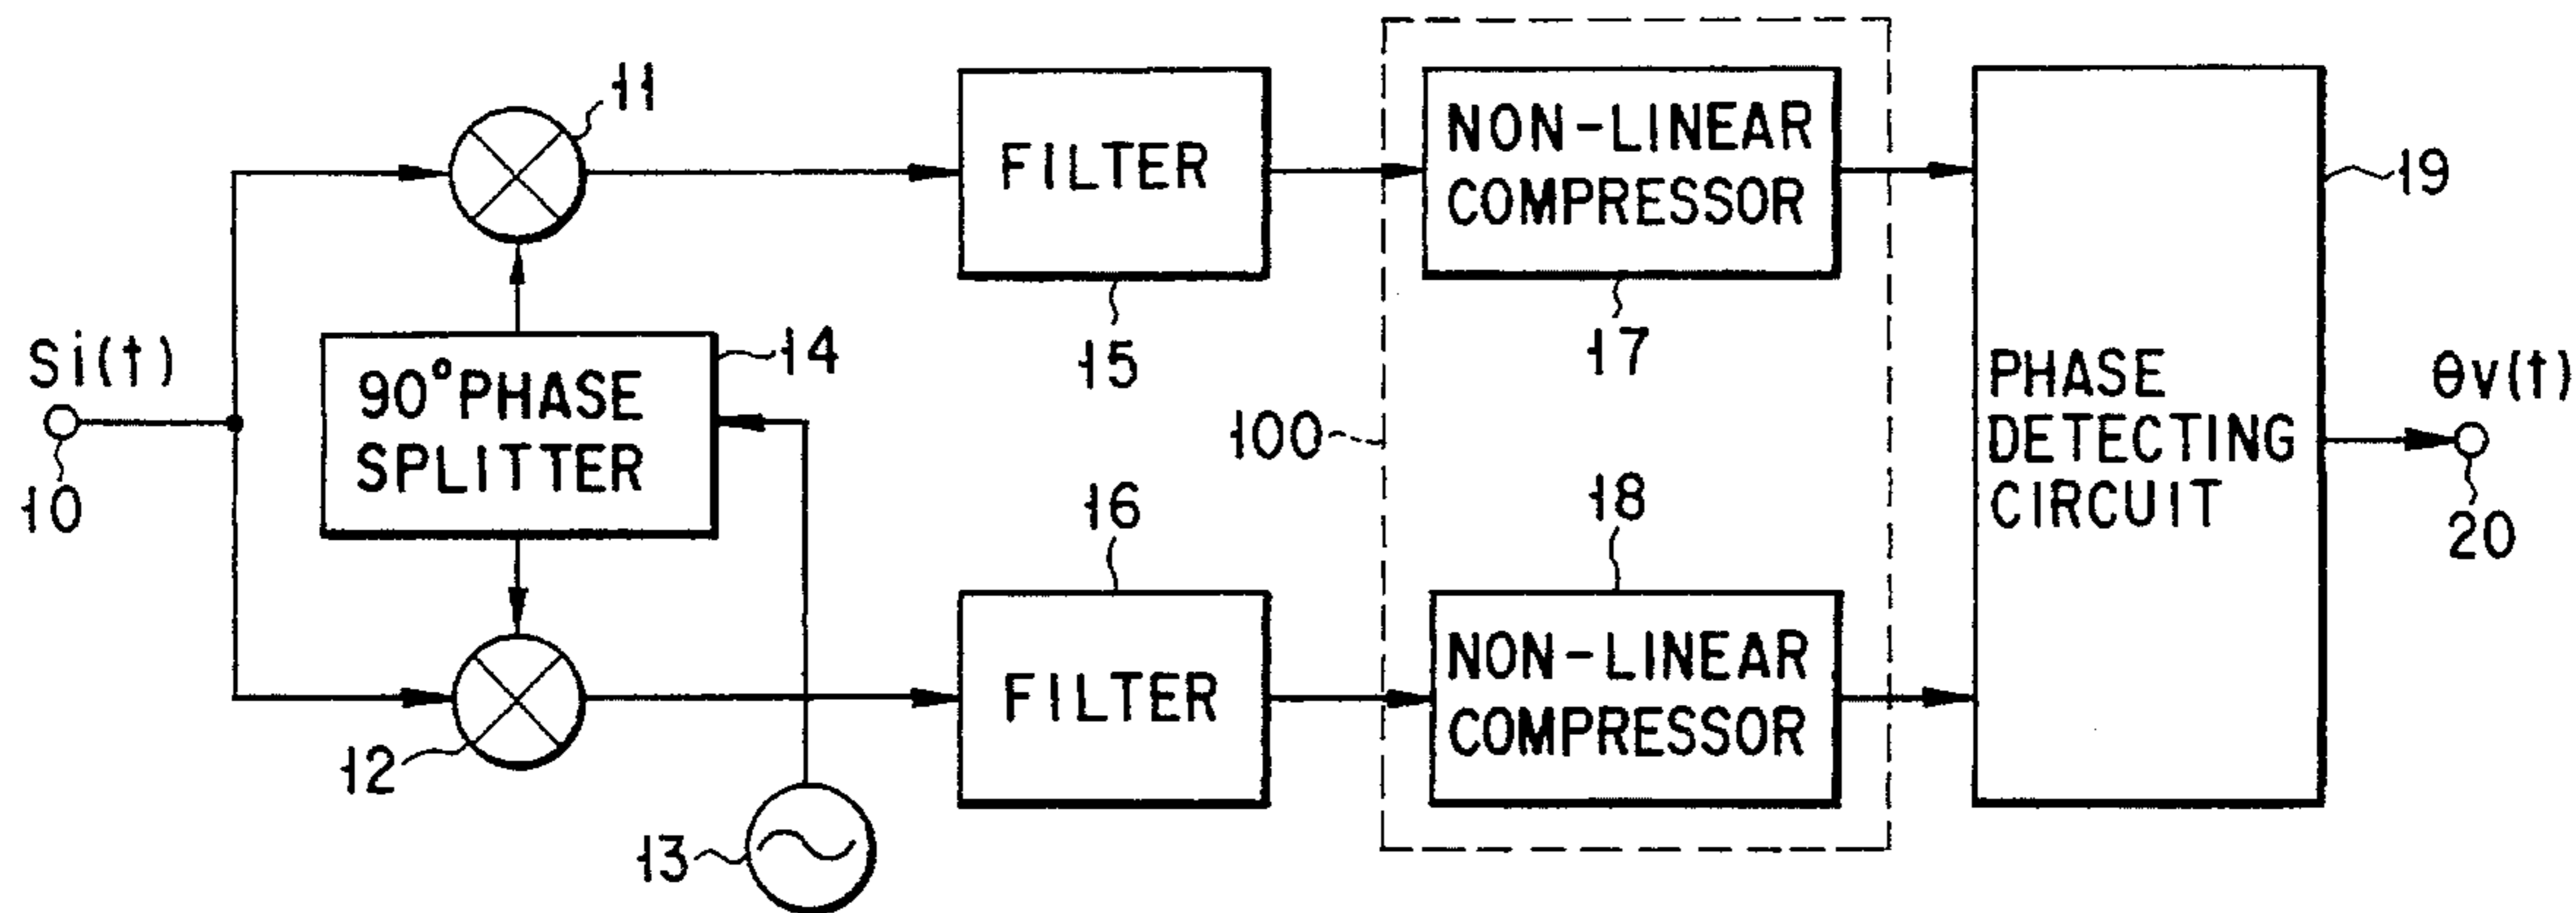 11
FILTER
15
NON-LINEAR
COMPRESSOR
17
19
Si(t)
10
90°PHASE
SPLITTER
14
100
PHASE
DETECTING
CIRCUIT
θv(t)
20
12
13
16
FILTER
18
NON-LINEAR
COMPRESSOR